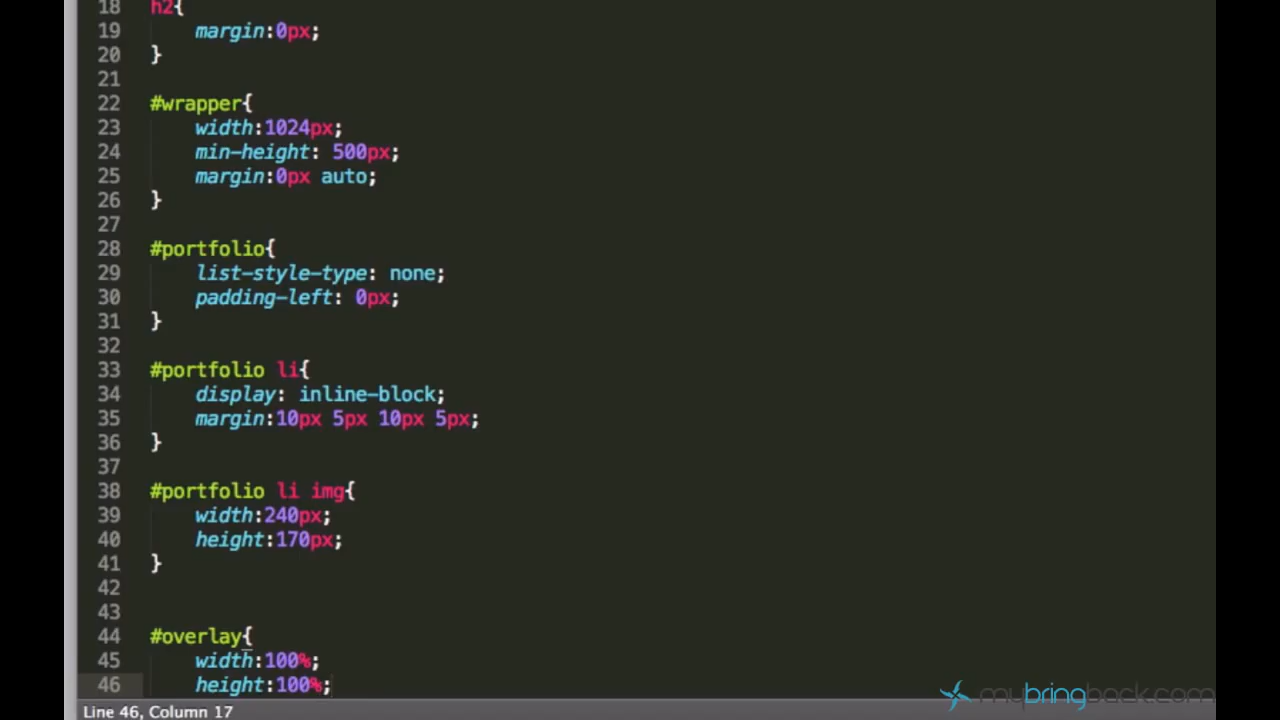 18 h2{
19 margin:0px;
20 }
21
22 #wrapper{
23 width:1024px;
24 min-height: 500px;
25 margin:0px auto;
26 }
27
28 #portfolio{
29 list-style-type: none;
30 padding-left: 0px;
31 }
32
33 #portfolio li{
34 display: inline-block;
35 margin:10px 5px 10px 5px;
36 }
37
38 #portfolio li img{
39 width:240px;
40 height:170px;
41 }
42
43
44 #overlay{
45 width:100%;
46 height:100%;
mybringback.com
Line 46, Column 17